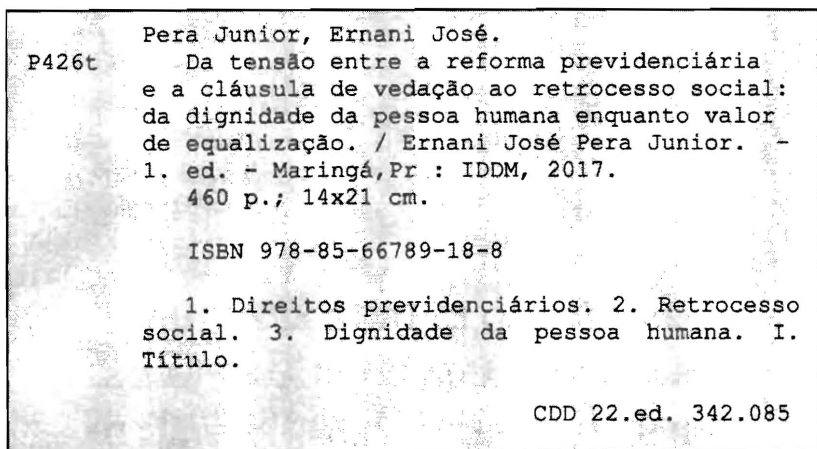 Pera Junior, Ernani José.
P426t Da tensão entre a reforma previdenciária
e a cláusula de vedação ao retrocesso social:
da dignidade da pessoa humana enquanto valor
de equalização. / Ernani José Pera Junior. -
1. ed. - Maringá,Pr : IDDM, 2017.
460 p.; 14x21 cm.
ISBN 978-85-66789-18-8
1. Direitos previdenciários. 2. Retrocesso
social. 3. Dignidade da pessoa humana. I.
Título.
CDD 22.ed. 342.085